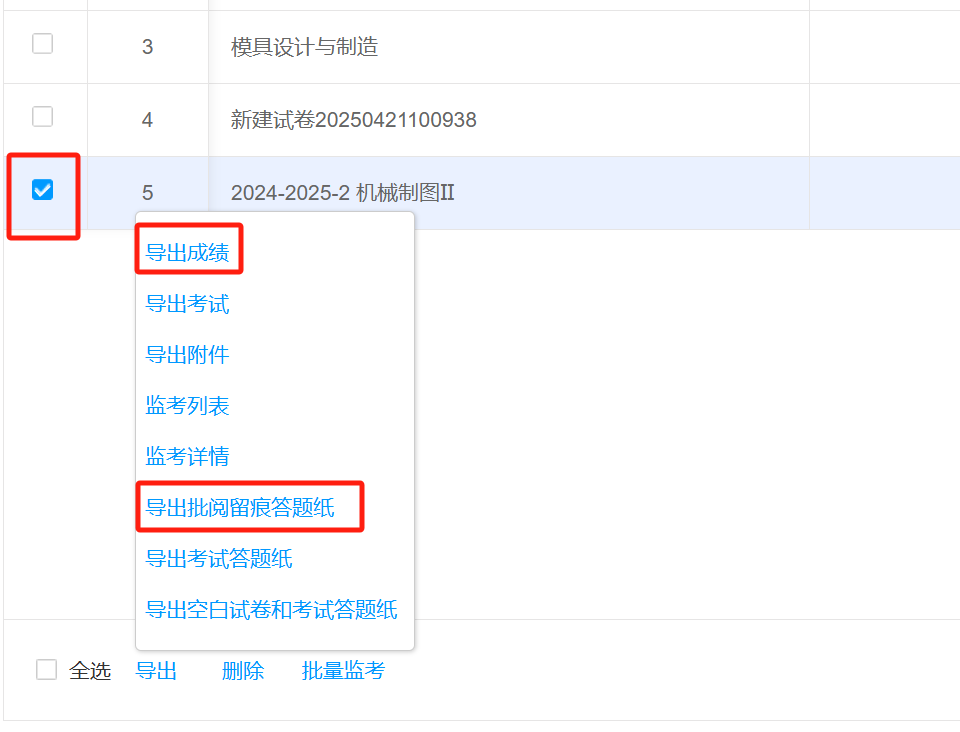 3 模具设计与制造
4 新建试卷20250421100938
5 2024-2025-2 机械制图II
导出成绩
导出考试
导出附件
监考列表
监考详情
导出批阅留痕答题纸
导出考试答题纸
导出空白试卷和考试答题纸
全选 导出 删除 批量监考